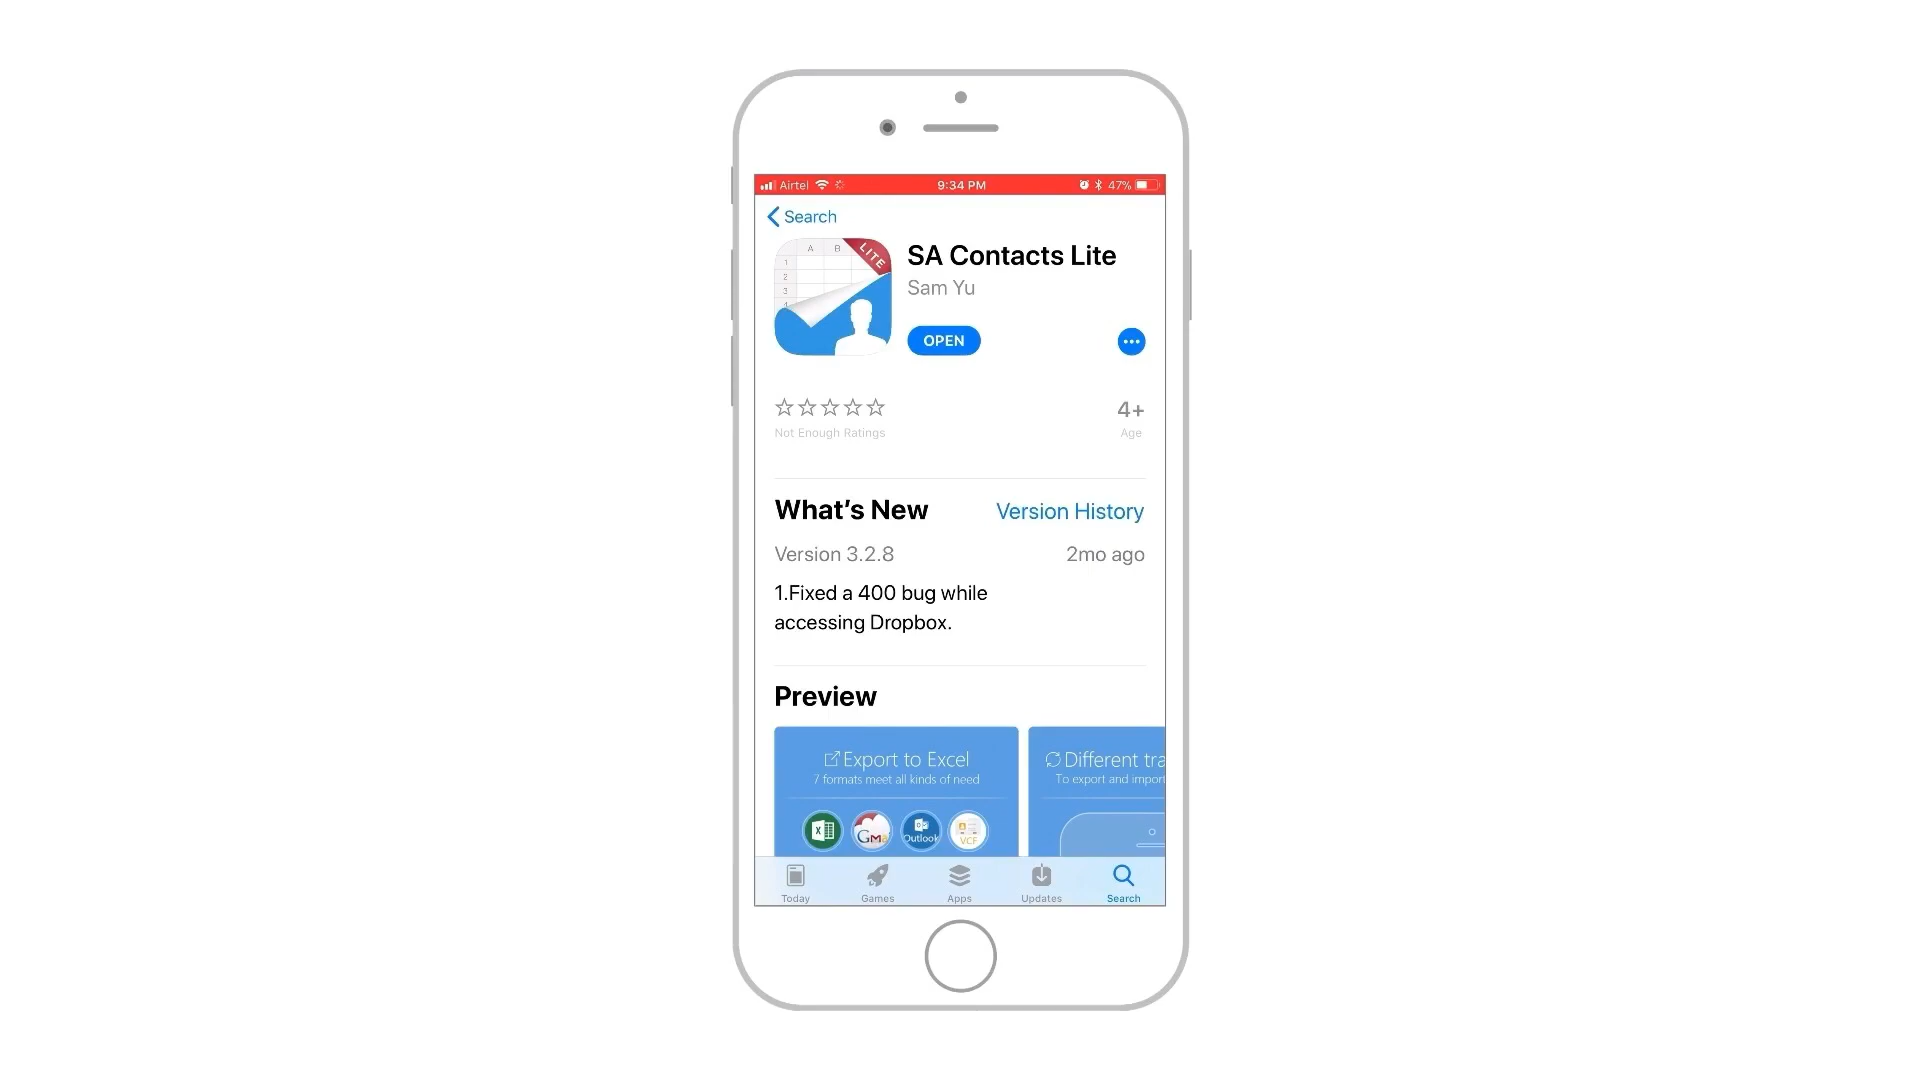 Airtel 9:34 PM 47%
Search
A B
LITE
1
2
3
4
SA Contacts Lite
Sam Yu
OPEN
4+
Not Enough Ratings Age
What's New Version History
Version 3.2.8 2mo ago
1.Fixed a 400 bug while
accessing Dropbox.
Preview
Export to Excel
7 formats meet all kinds of need
X GMa Outlook VCF
Different tra
To export and import
Today Games Apps Updates Search